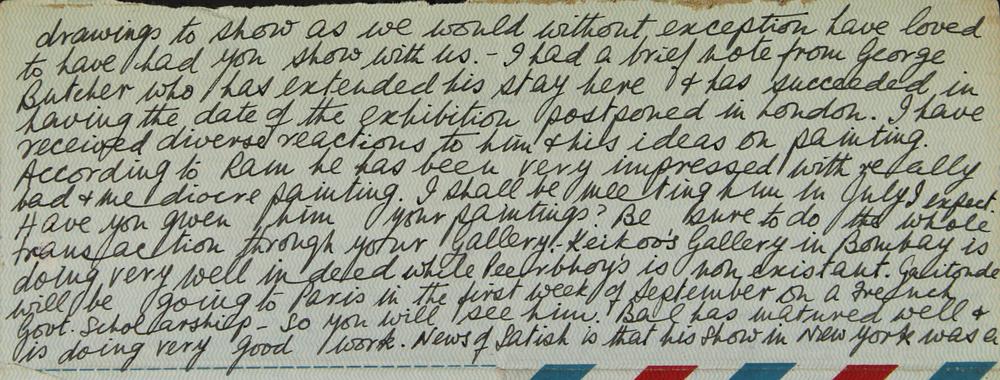 drawings to show as we would without, exception have loved
to have had you show with us. - I had a brief note from George
Butcher who has extended his stay here & has succeeded in
having the date of the exhibition postponed in London. I have
received diverse reactions to him & his ideas on painting.
According to Ram he has been very impressed with really
bad & mediocre painting. I shall be meeting him in July I expect.
Have you given him your paintings? Be sure to do the whole
transaction through your Gallery. Keikoo's Gallery in Bombay is
doing very well indeed while Peerbhoy's is non existant. Gaitonde
will be going to Paris in the first week of September on a French
Govt. Scholarship - so you will see him. Bal has matured well &
is doing very good work. News of Satish is that his show in New York was a